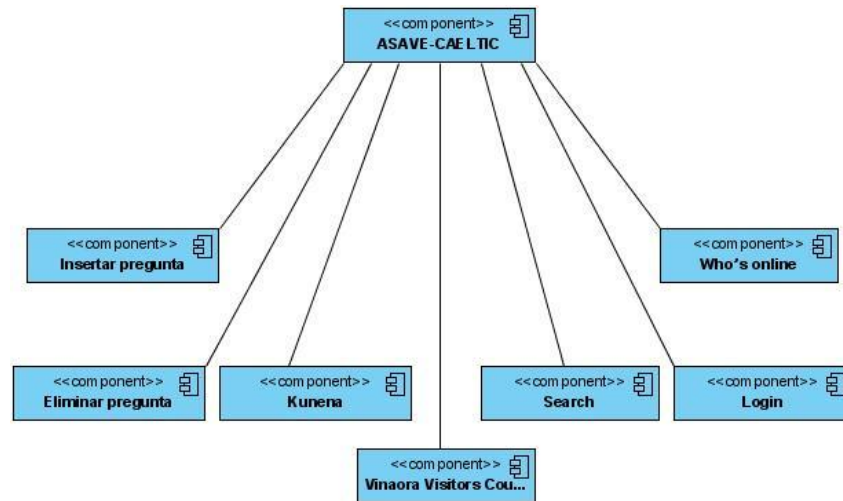 <<component>>
ASAVE-CAELTIC
<<component>>
Insertar pregunta
<<component>>
Who's online
<<component>>
Eliminar pregunta
<<component>>
Kunena
<<component>>
Search
<<component>>
Login
<<component>>
Vinaora Visitors Cou...